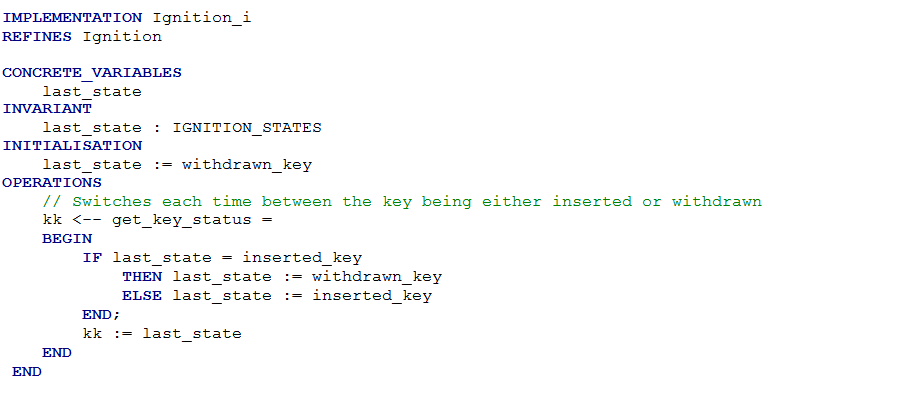 IMPLEMENTATION Ignition_i
REFINES Ignition
CONCRETE_VARIABLES
last_state
INVARIANT
last_state : IGNITION_STATES
INITIALISATION
last_state := withdrawn_key
OPERATIONS
// Switches each time between the key being either inserted or withdrawn
kk <-- get_key_status =
BEGIN
IF last_state = inserted_key
THEN last_state := withdrawn_key
ELSE last_state := inserted_key
END;
kk := last_state
END
END